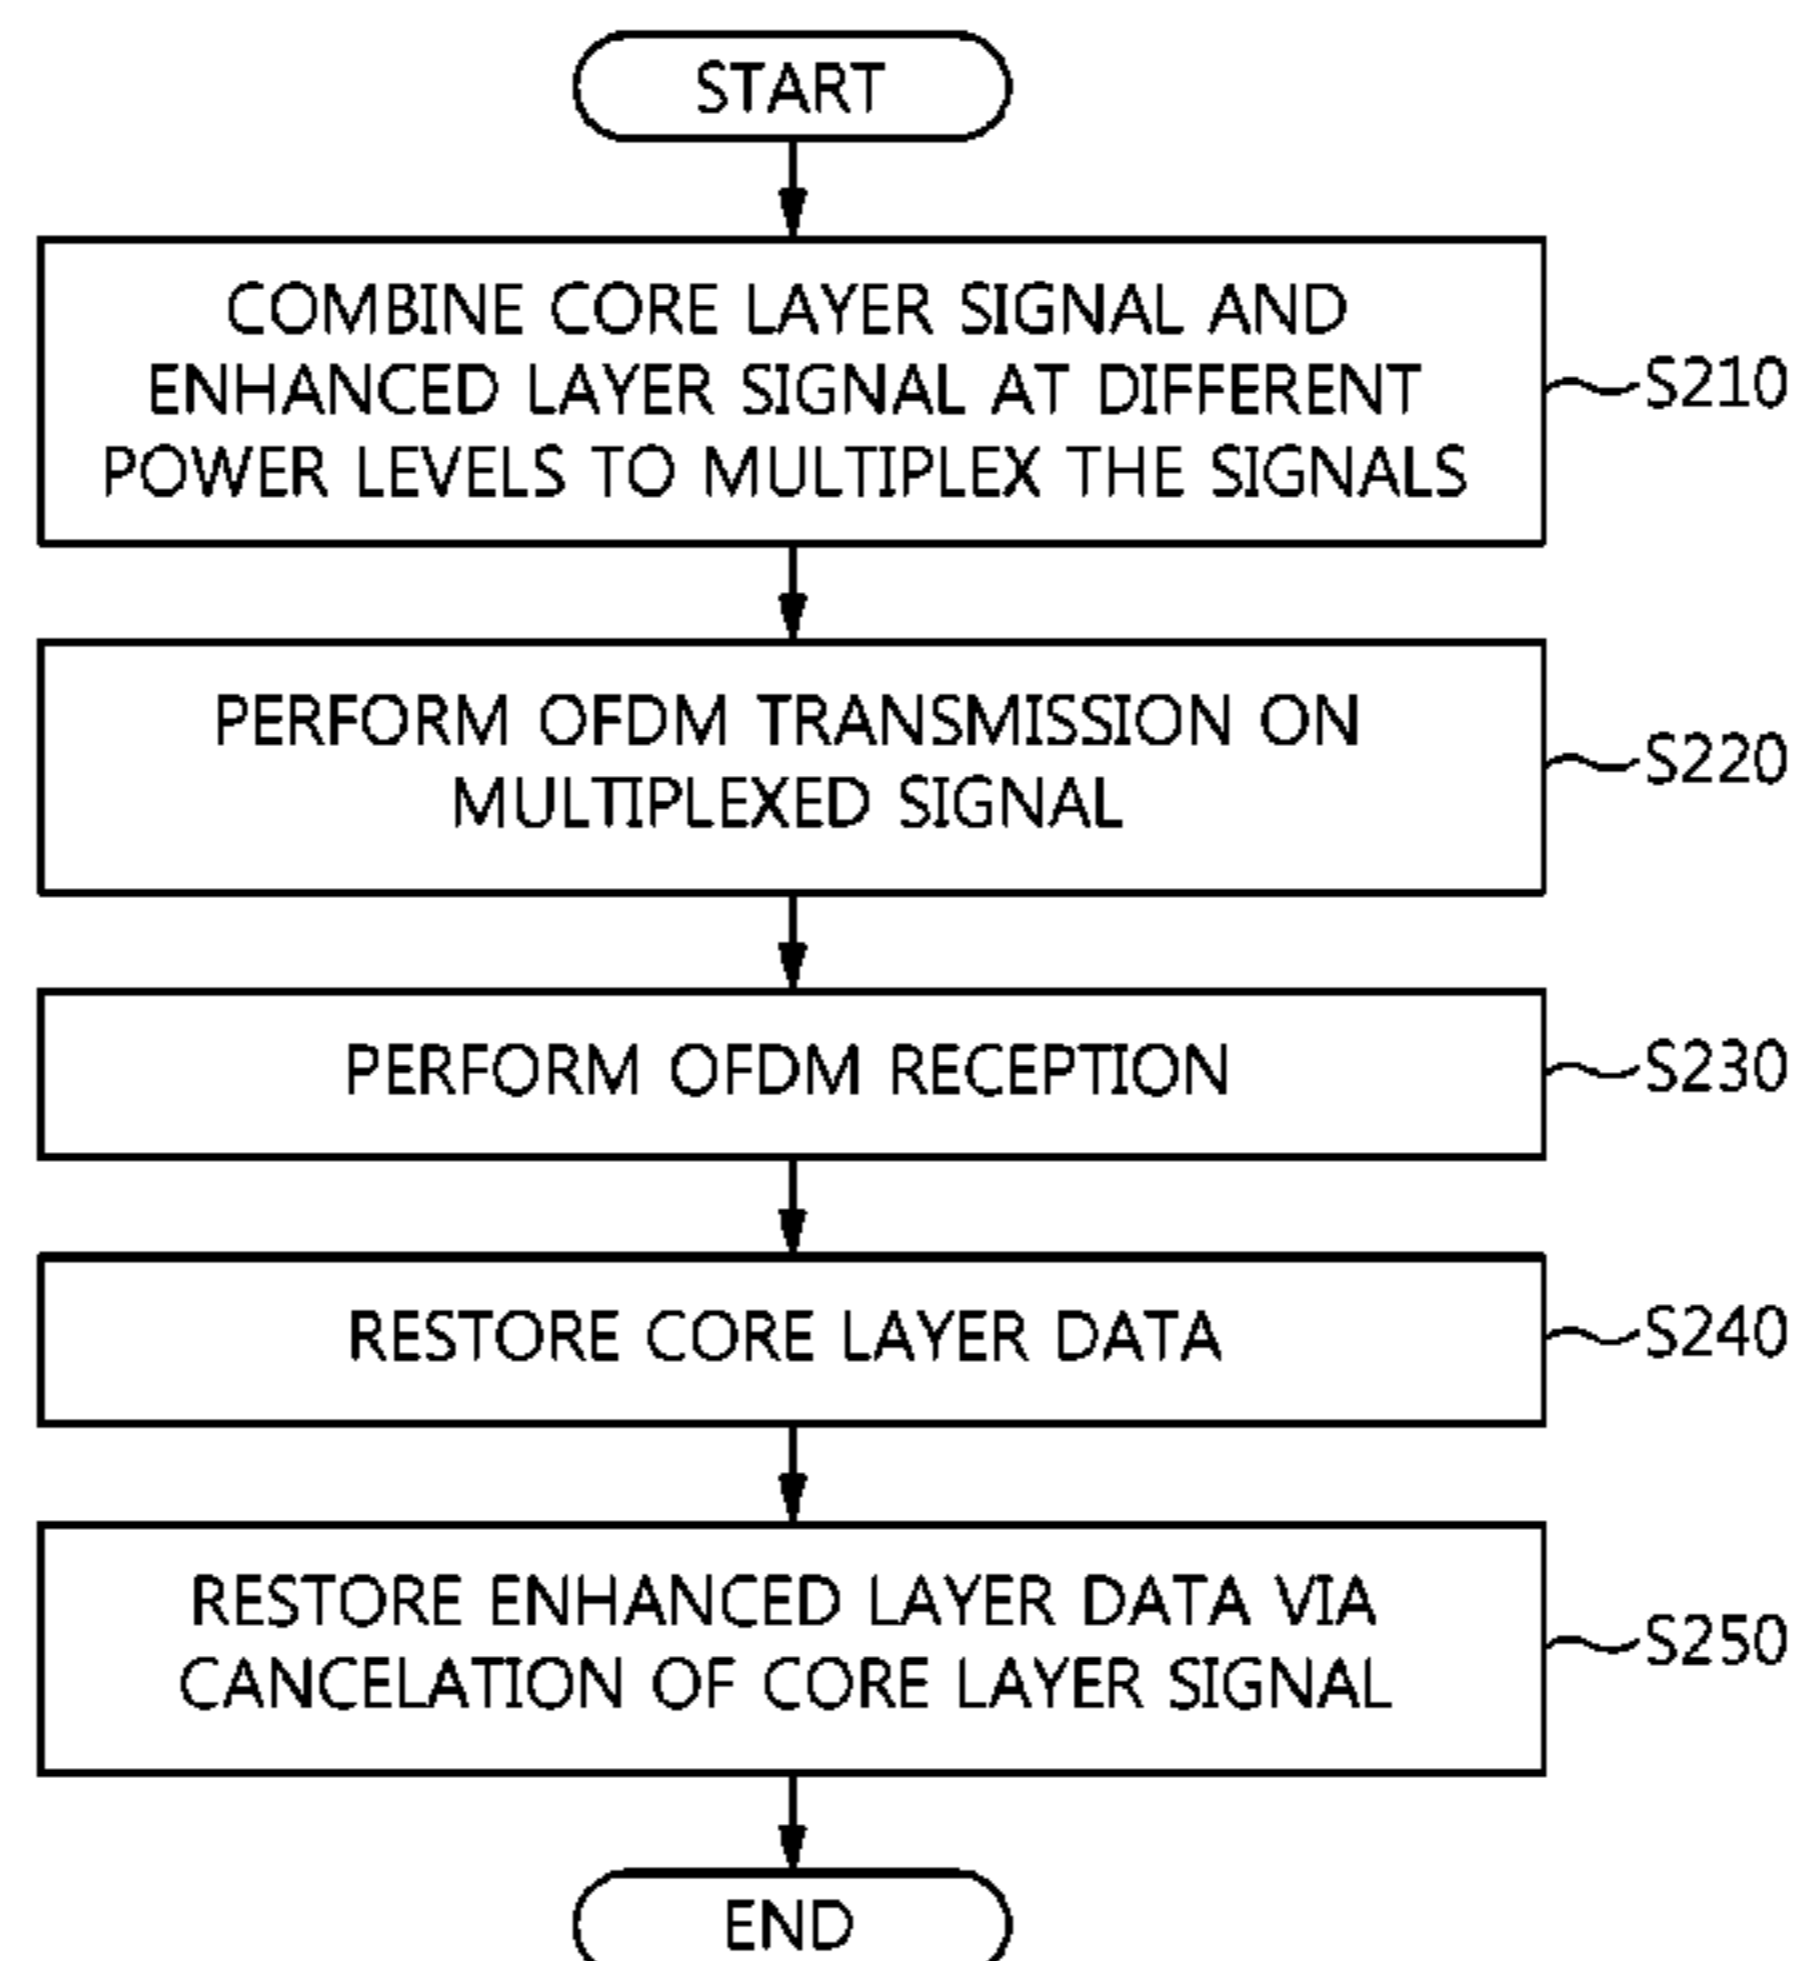 START
COMBINE CORE LAYER SIGNAL AND
ENHANCED LAYER SIGNAL AT DIFFERENT
POWER LEVELS TO MULTIPLEX THE SIGNALS
S210
PERFORM OFDM TRANSMISSION ON
MULTIPLEXED SIGNAL
S220
PERFORM OFDM RECEPTION
S230
RESTORE CORE LAYER DATA
S240
RESTORE ENHANCED LAYER DATA VIA
CANCELATION OF CORE LAYER SIGNAL
S250
END